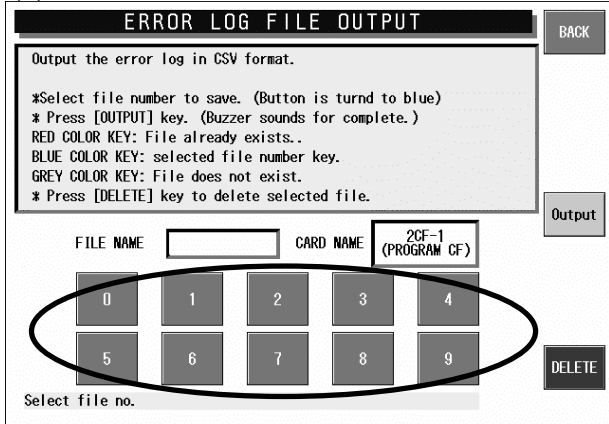 ERROR LOG FILE OUTPUT
BACK
Output the error log in CSV format.
*Select file number to save. (Button is turnd to blue)
* Press [OUTPUT] key. (Buzzer sounds for complete.)
RED COLOR KEY: File already exists..
BLUE COLOR KEY: selected file number key.
GREY COLOR KEY: File does not exist.
* Press [DELETE] key to delete selected file.
Output
FILE NAME
CARD NAME
2CF-1
(PROGRAM CF)
0 1 2 3 4
5 6 7 8 9
DELETE
Select file no.